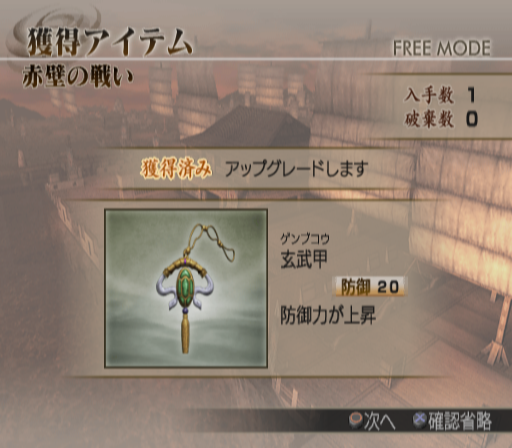 獲得アイテム
FREE MODE
赤壁の戦い
入手数 1
破棄数 0
獲得済み アップグレードします
ゲンブコウ
玄武甲
防御 20
防御力が上昇
次へ 確認省略